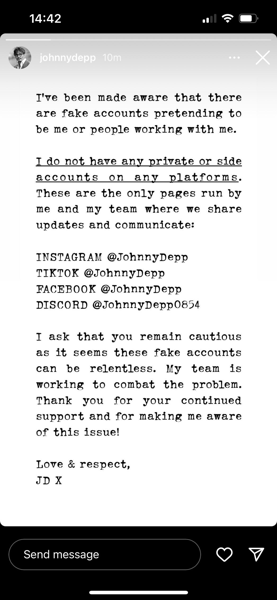 14:42
johnnydepp 10m
I've been made aware that there
are fake accounts pretending to
be me or people working with me.
I do not have any private or side
accounts on any platforms.
These are the only pages run by
me and my team where we share
updates and communicate:
INSTAGRAM @JohnnyDepp
TIKTOK @JohnnyDepp
FACEBOOK @JohnnyDepp
DISCORD @JohnnyDepp0854
I ask that you remain cautious
as it seems these fake accounts
can be relentless. My team is
working to combat the problem.
Thank you for your continued
support and for making me aware
of this issue!
Love & respect,
JD X
Send message